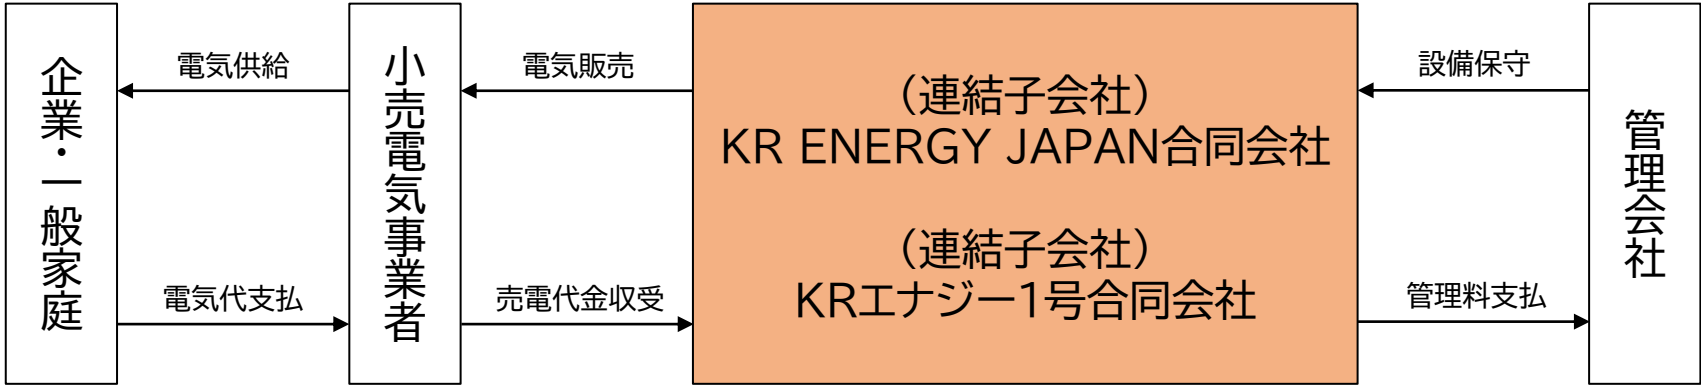 企業・一般家庭
電気供給
電気代支払
小売電気事業者
電気販売
売電代金収受
（連結子会社）
KR ENERGY JAPAN合同会社
（連結子会社）
KRエナジー1号合同会社
設備保守
管理料支払
管理会社